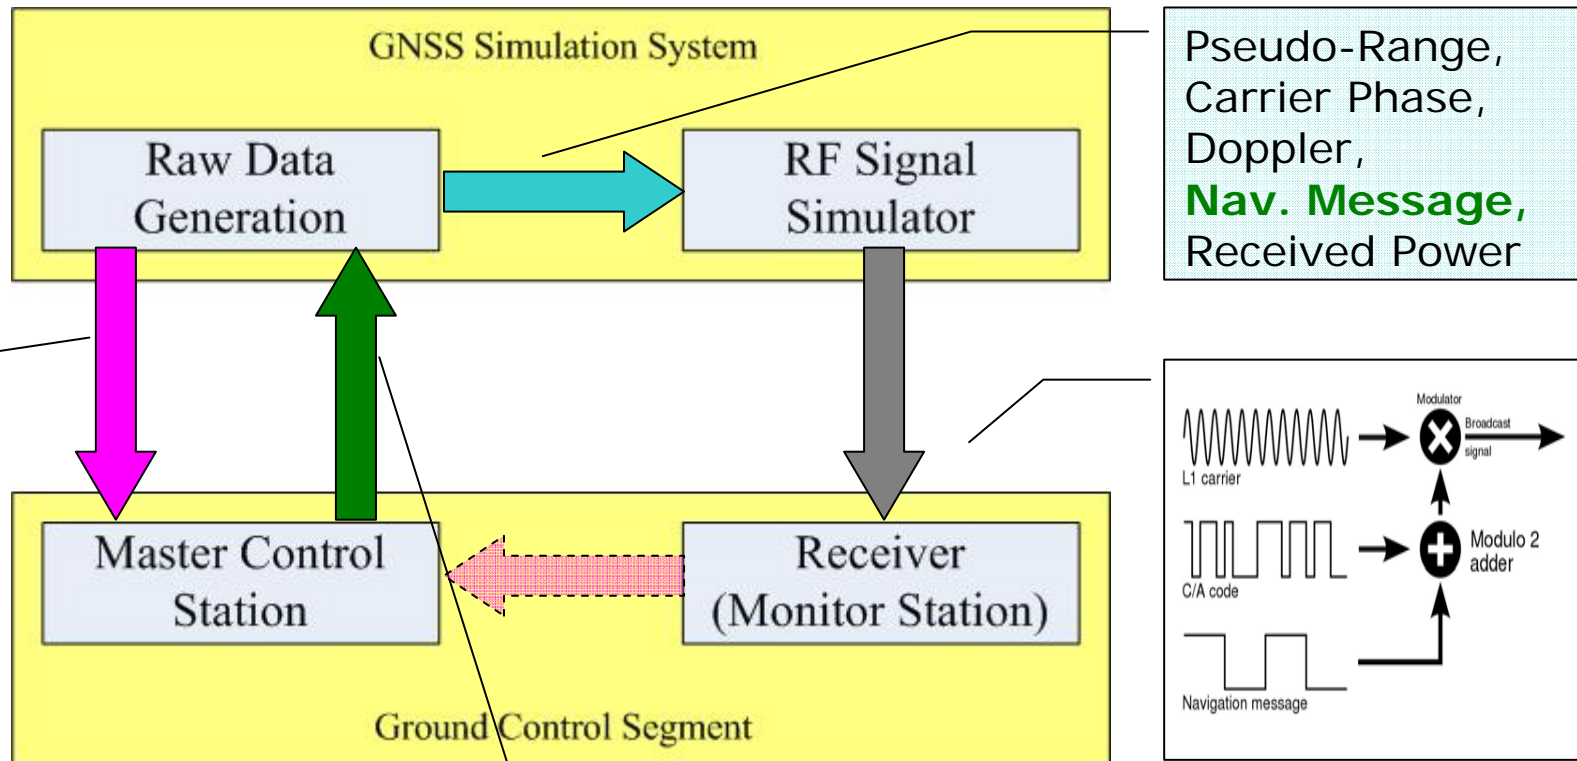 GNSS Simulation System
Raw Data
Generation
RF Signal
Simulator
Pseudo-Range,
Carrier Phase,
Doppler,
Nav. Message,
Received Power
Master Control
Station
Receiver
(Monitor Station)
Ground Control Segment
Modulator
Broadcast
signal
L1 carrier
Modulo 2
adder
C/A code
Navigation message